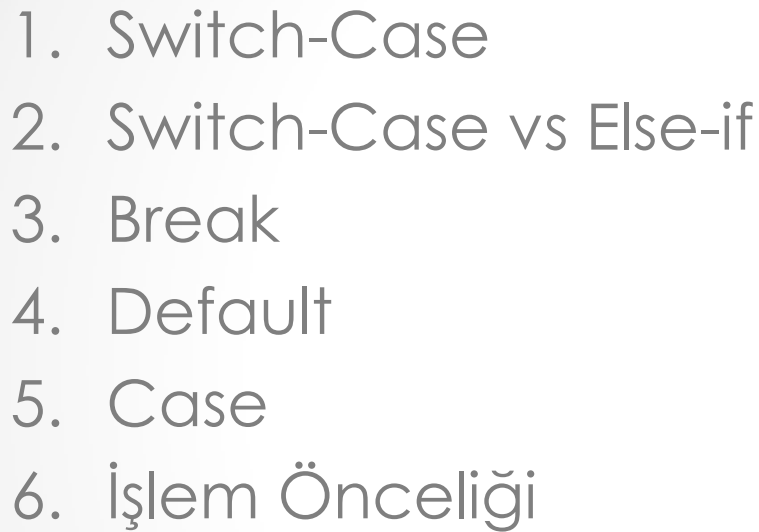 1. Switch-Case
2. Switch-Case vs Else-if
3. Break
4. Default
5. Case
6. İşlem Önceliği